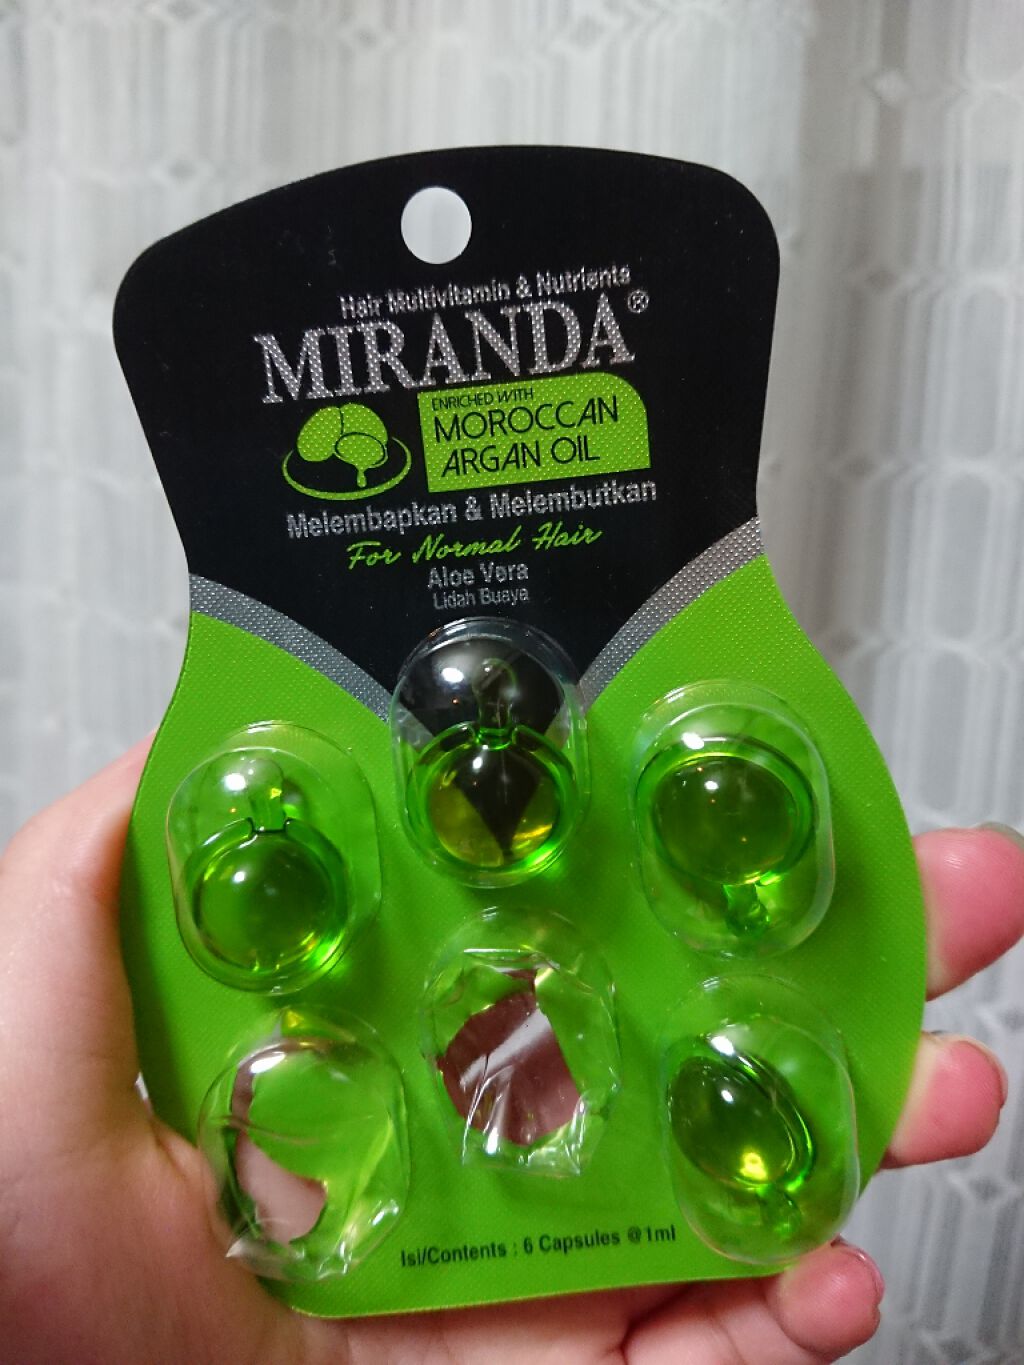 Hair Multivitamin & Nutrients
MIRANDA®
ENRICHED WITH
MOROCCAN
ARGAN OIL
Melembapkan & Melembutkan
For Normal Hair
Aloe Vera
Lidah Buaya
Isi/Contents : 6 Capsules @1ml